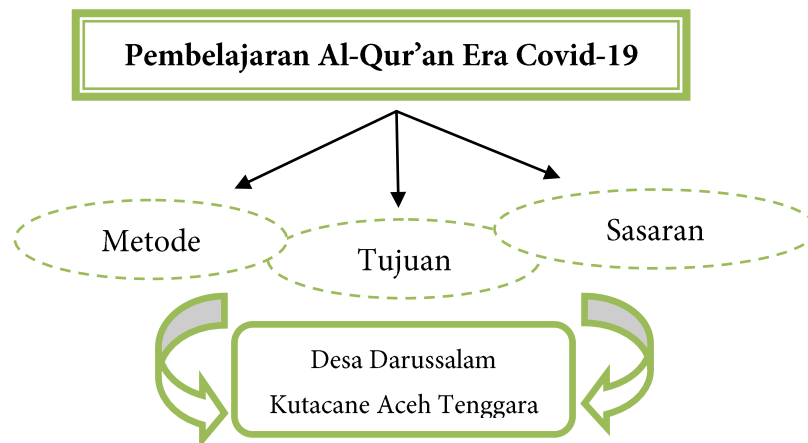 Pembelajaran Al-Qur’an Era Covid-19
Metode
Tujuan
Sasaran
Desa Darussalam
Kutacane Aceh Tenggara